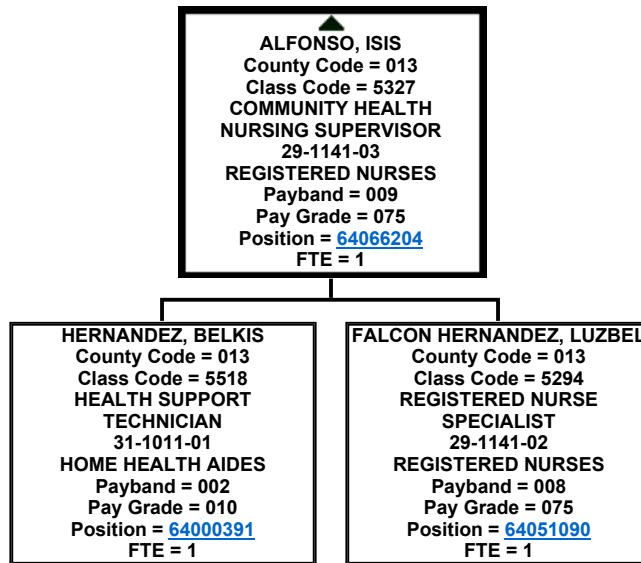 ALFONSO, ISIS
County Code = 013
Class Code = 5327
COMMUNITY HEALTH
NURSING SUPERVISOR
29-1141-03
REGISTERED NURSES
Payband = 009
Pay Grade = 075
Position = 64066204
FTE = 1
HERNANDEZ, BELKIS
County Code = 013
Class Code = 5518
HEALTH SUPPORT
TECHNICIAN
31-1011-01
HOME HEALTH AIDES
Payband = 002
Pay Grade = 010
Position = 64000391
FTE = 1
FALCON HERNANDEZ, LUZBEL
County Code = 013
Class Code = 5294
REGISTERED NURSE
SPECIALIST
29-1141-02
REGISTERED NURSES
Payband = 008
Pay Grade = 075
Position = 64051090
FTE = 1